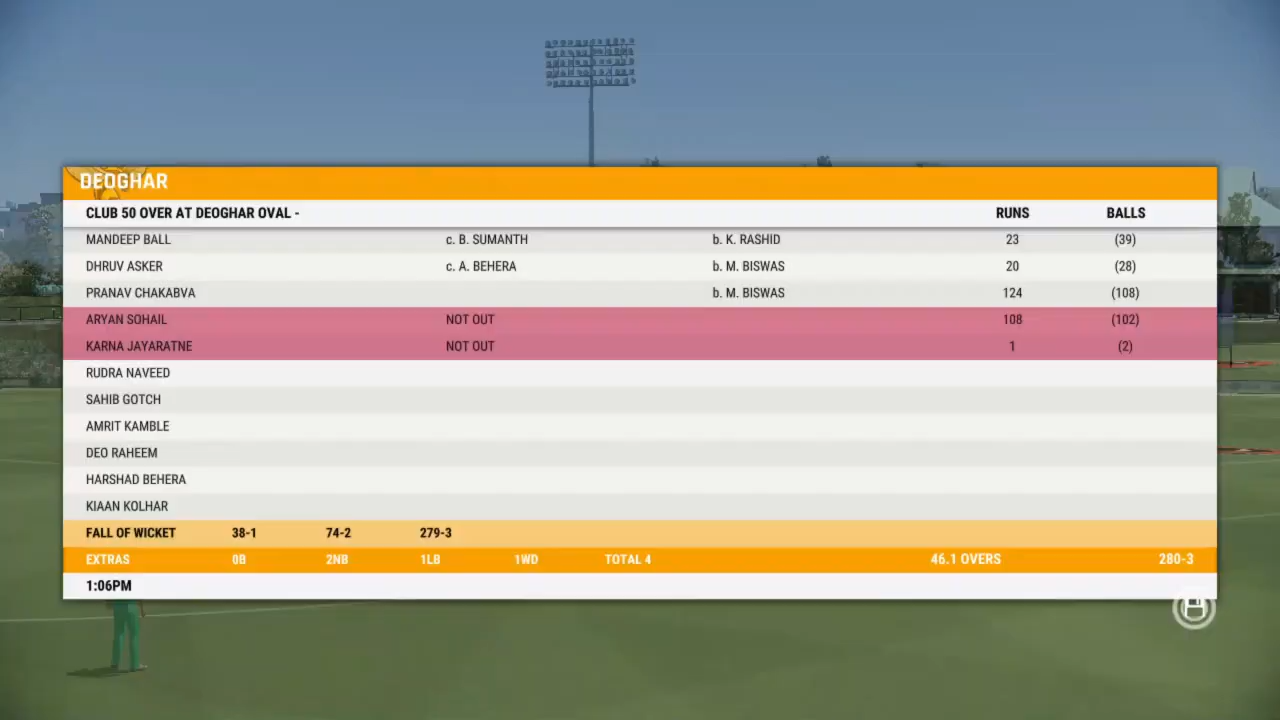 DEOGHAR
CLUB 50 OVER AT DEOGHAR OVAL - RUNS BALLS
MANDEEP BALL c. B. SUMANTH b. K. RASHID 23 (39)
DHRUV ASKER c. A. BEHERA b. M. BISWAS 20 (28)
PRANAV CHAKABVA b. M. BISWAS 124 (108)
ARYAN SOHAIL NOT OUT 108 (102)
KARNA JAYARATNE NOT OUT 1 (2)
RUDRA NAVEED
SAHIB GOTCH
AMRIT KAMBLE
DEO RAHEEM
HARSHAD BEHERA
KIAAN KOLHAR
FALL OF WICKET 38-1 74-2 279-3
EXTRAS 0B 2NB 1LB 1WD TOTAL 4 46.1 OVERS 280-3
1:06PM